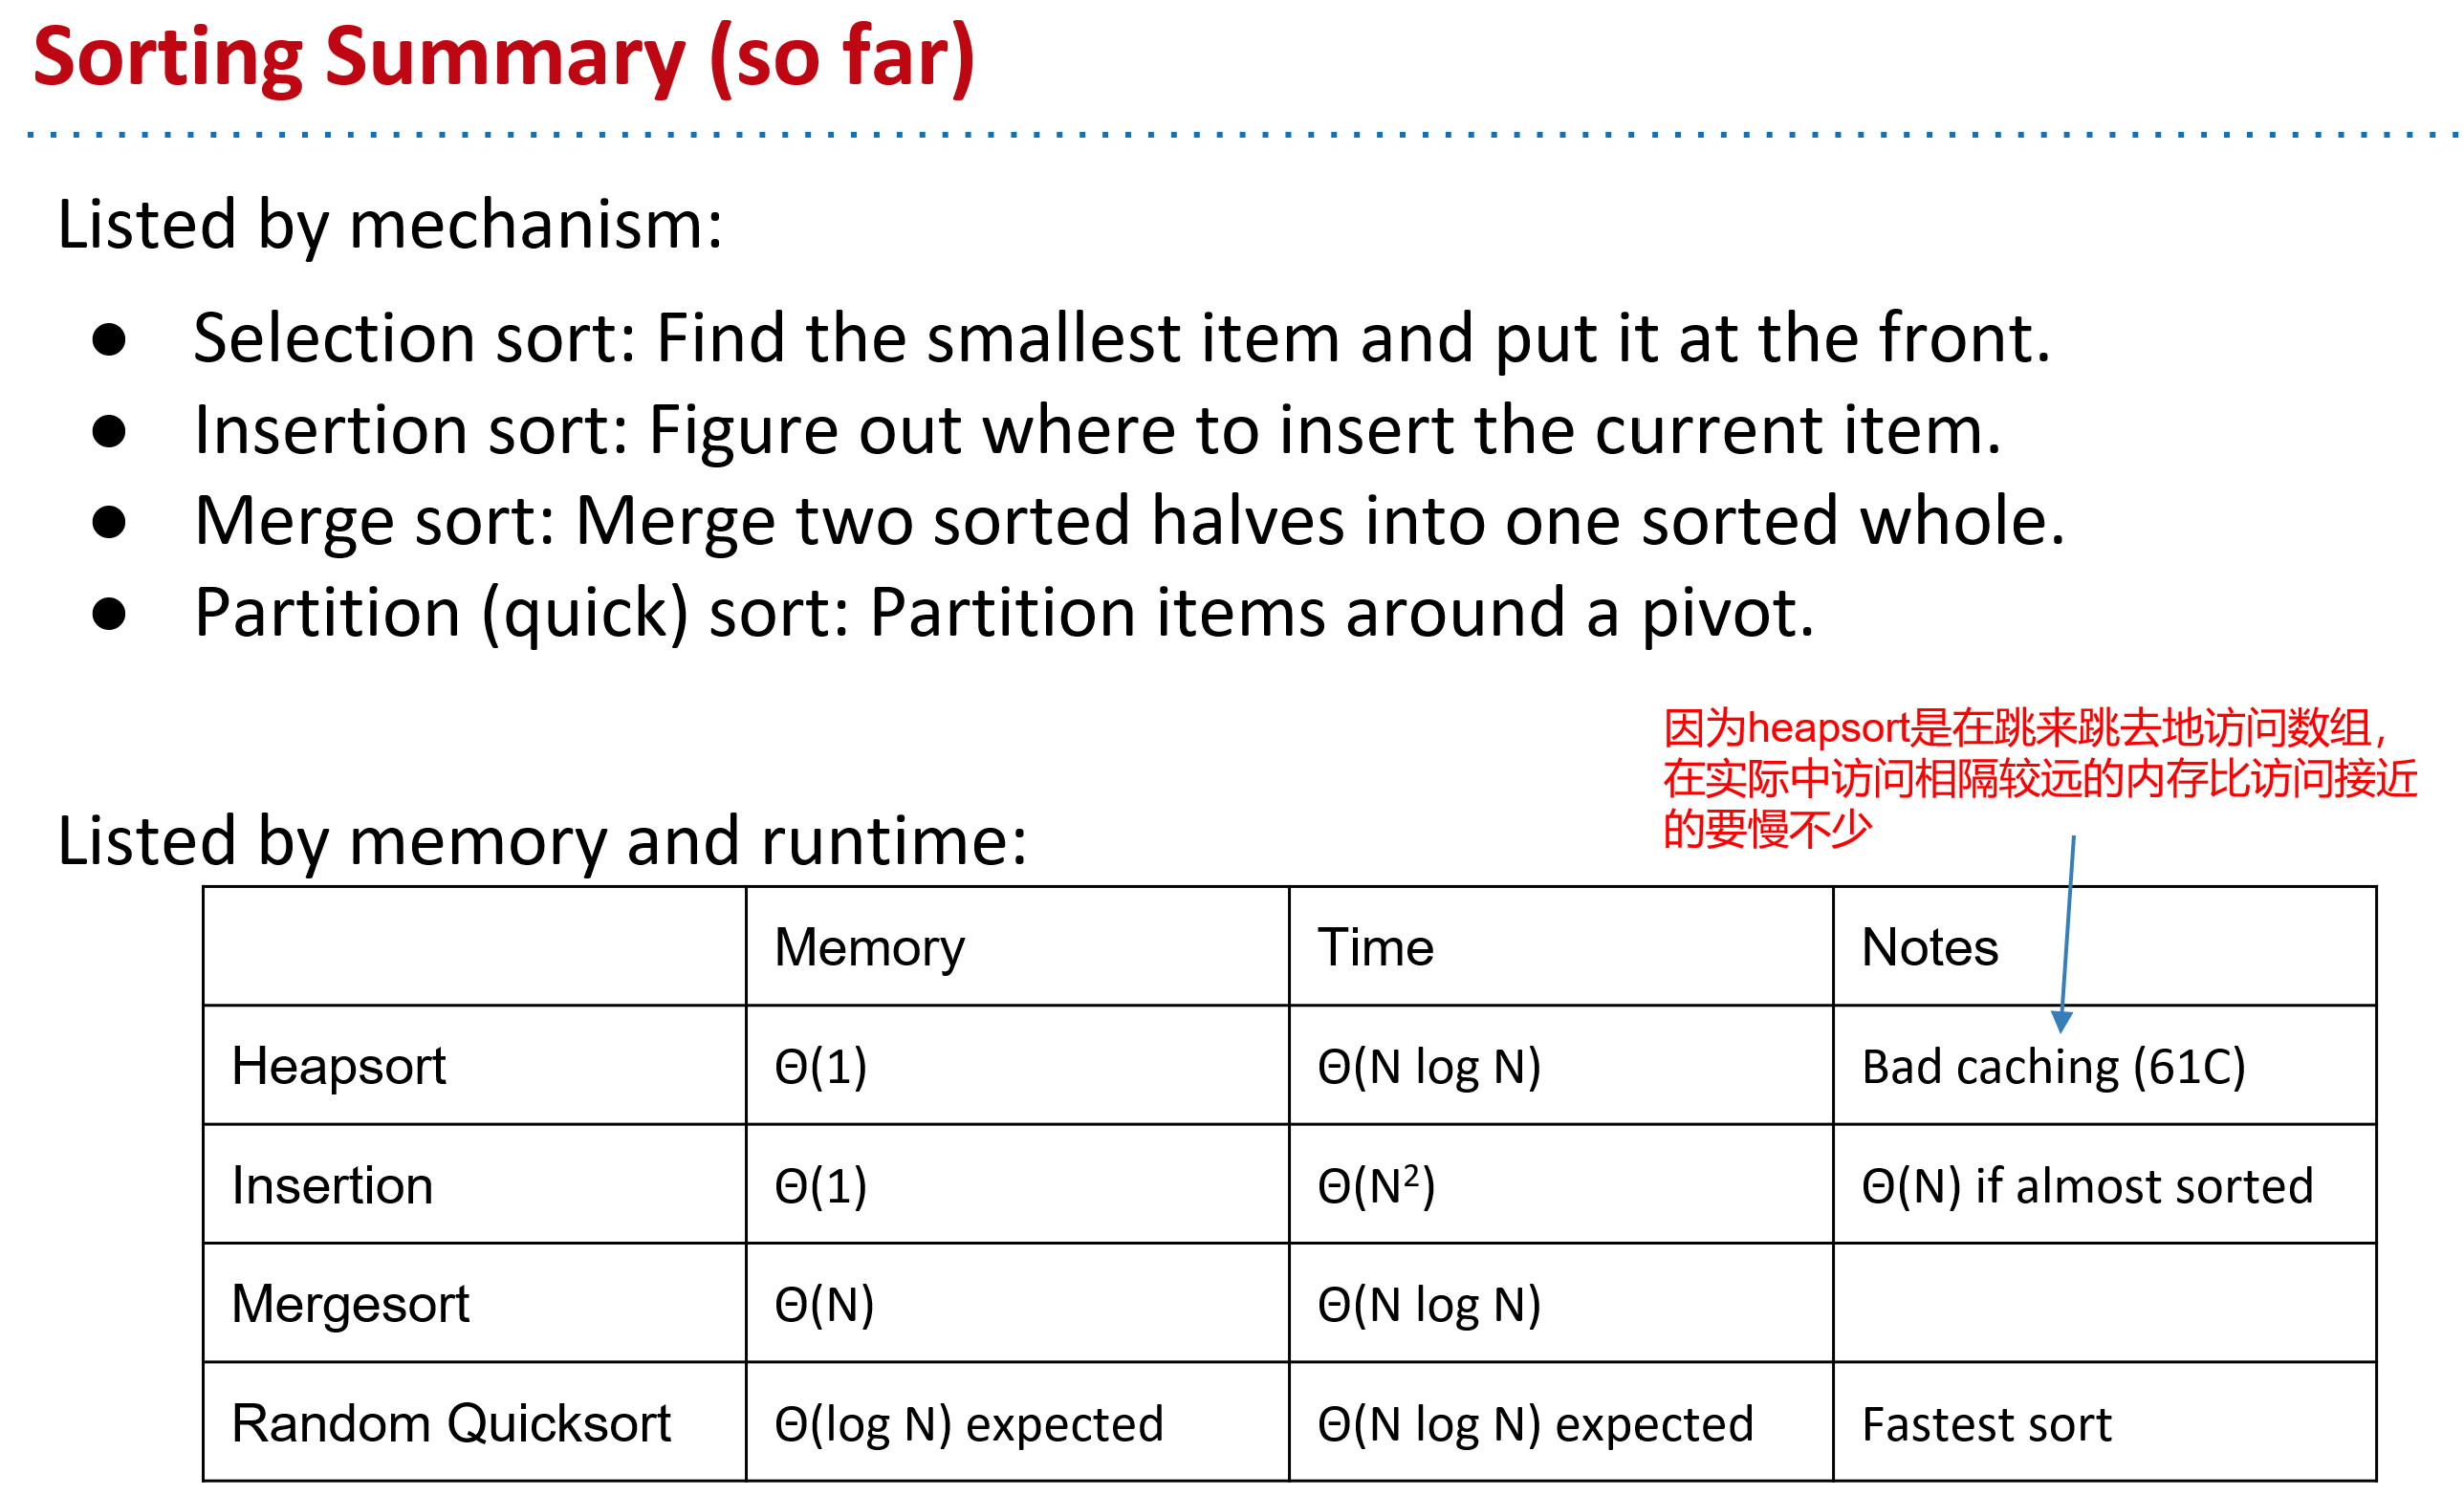 Sorting Summary (so far)
Listed by mechanism:
● Selection sort: Find the smallest item and put it at the front.
● Insertion sort: Figure out where to insert the current item.
● Merge sort: Merge two sorted halves into one sorted whole.
● Partition (quick) sort: Partition items around a pivot.
因为heapsort是在跳来跳去地访问数组，
在实际中访问相隔较远的内存比访问接近
的要慢不少
Listed by memory and runtime:
Memory Time Notes
Heapsort Θ(1) Θ(N log N) Bad caching (61C)
Insertion Θ(1) Θ(N²) Θ(N) if almost sorted
Mergesort Θ(N) Θ(N log N)
Random Quicksort Θ(log N) expected Θ(N log N) expected Fastest sort